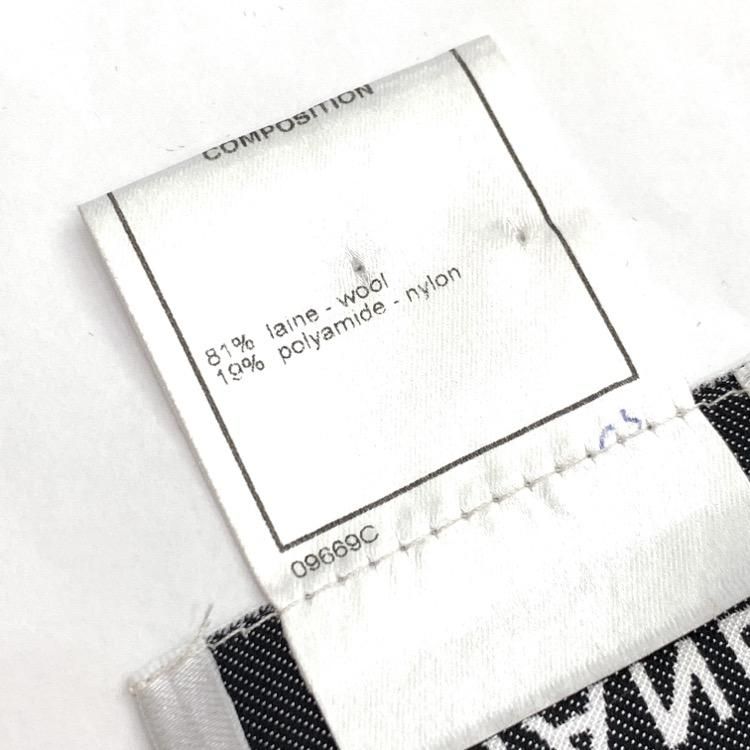 COMPOSITION
81% laine - wool
19% polyamide - nylon
09669C